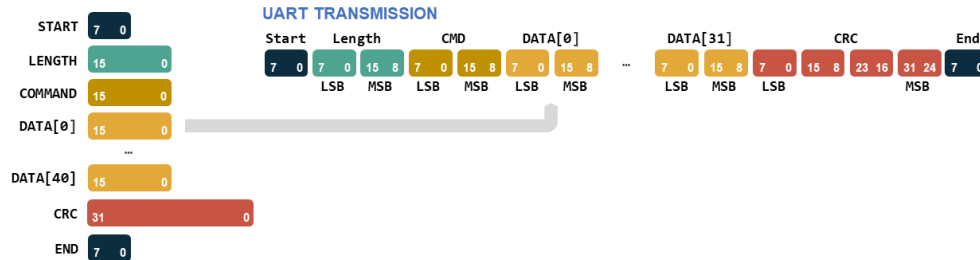 UART TRANSMISSION
START 7 0
LENGTH 15 0
COMMAND 15 0
DATA[0] 15 0
…
DATA[40] 15 0
CRC 31 0
END 7 0
Start Length CMD DATA[0] DATA[31] CRC End
7 0 7 0 15 8 7 0 15 8 7 0 15 8 … 7 0 15 8 7 0 15 8 23 16 31 24 7 0
LSB MSB LSB MSB LSB MSB LSB MSB LSB MSB